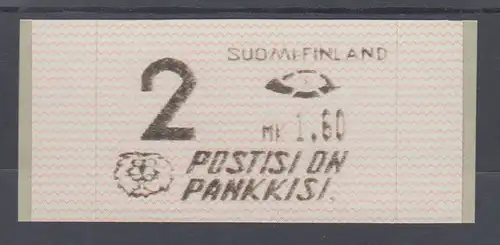 SUOMI-FINLAND
2
MK 1.60
POSTISI ON
PANKKISI.